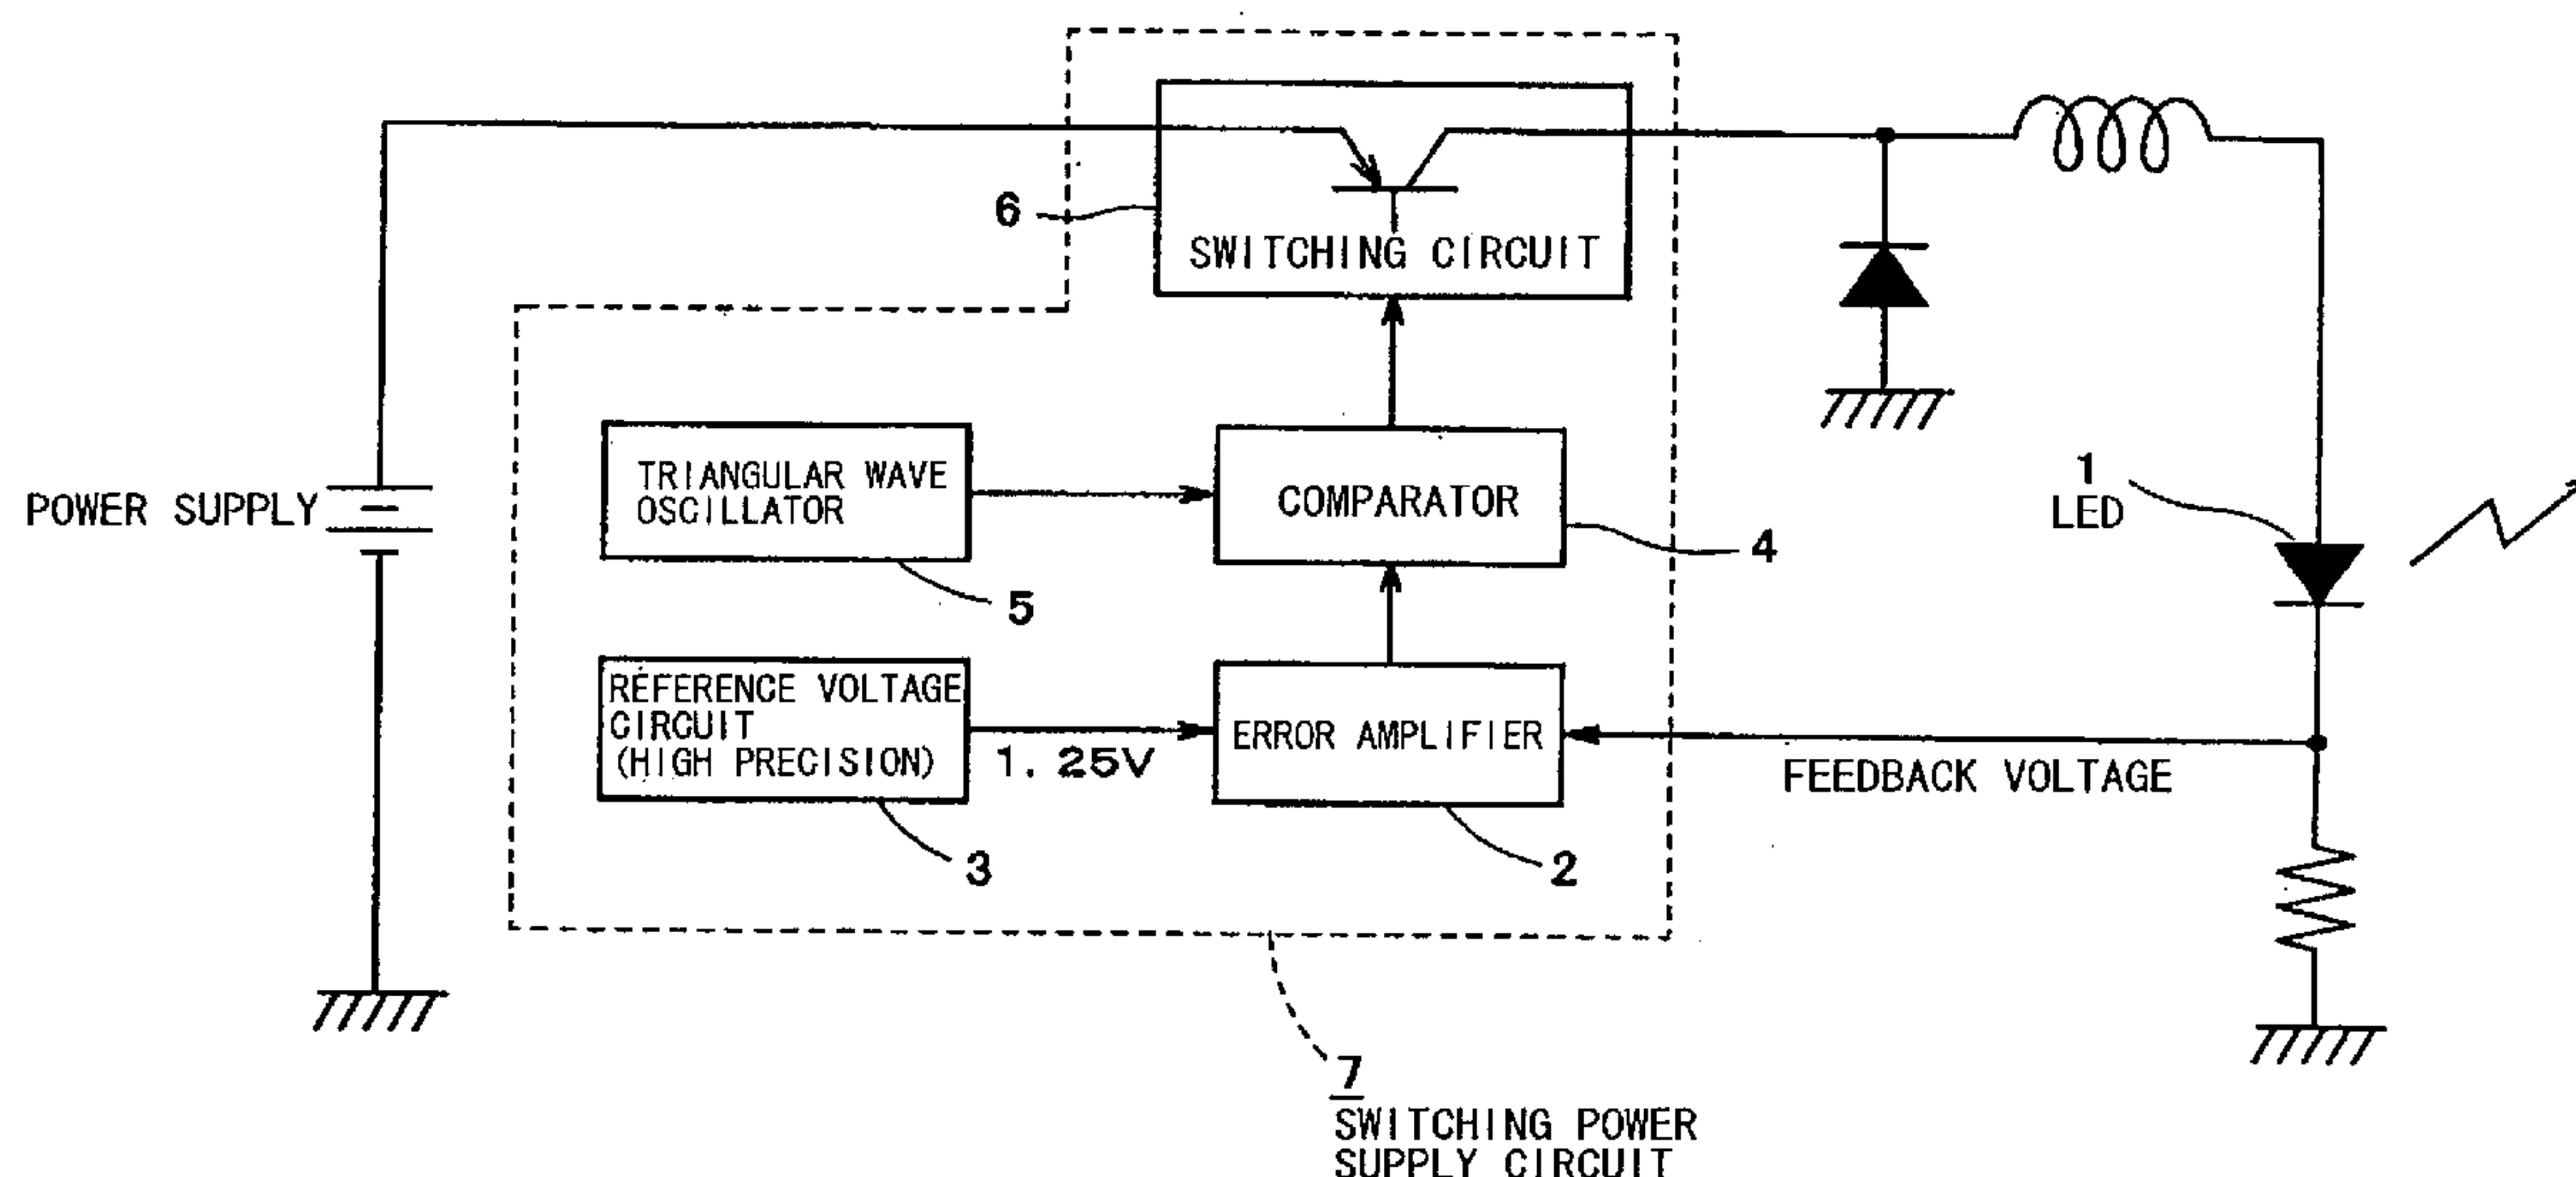 6
SWITCHING CIRCUIT
POWER SUPPLY
TRIANGULAR WAVE
OSCILLATOR
5
COMPARATOR
4
1
LED
REFERENCE VOLTAGE
CIRCUIT
(HIGH PRECISION)
3
1.25V
ERROR AMPLIFIER
2
FEEDBACK VOLTAGE
7
SWITCHING POWER
SUPPLY CIRCUIT